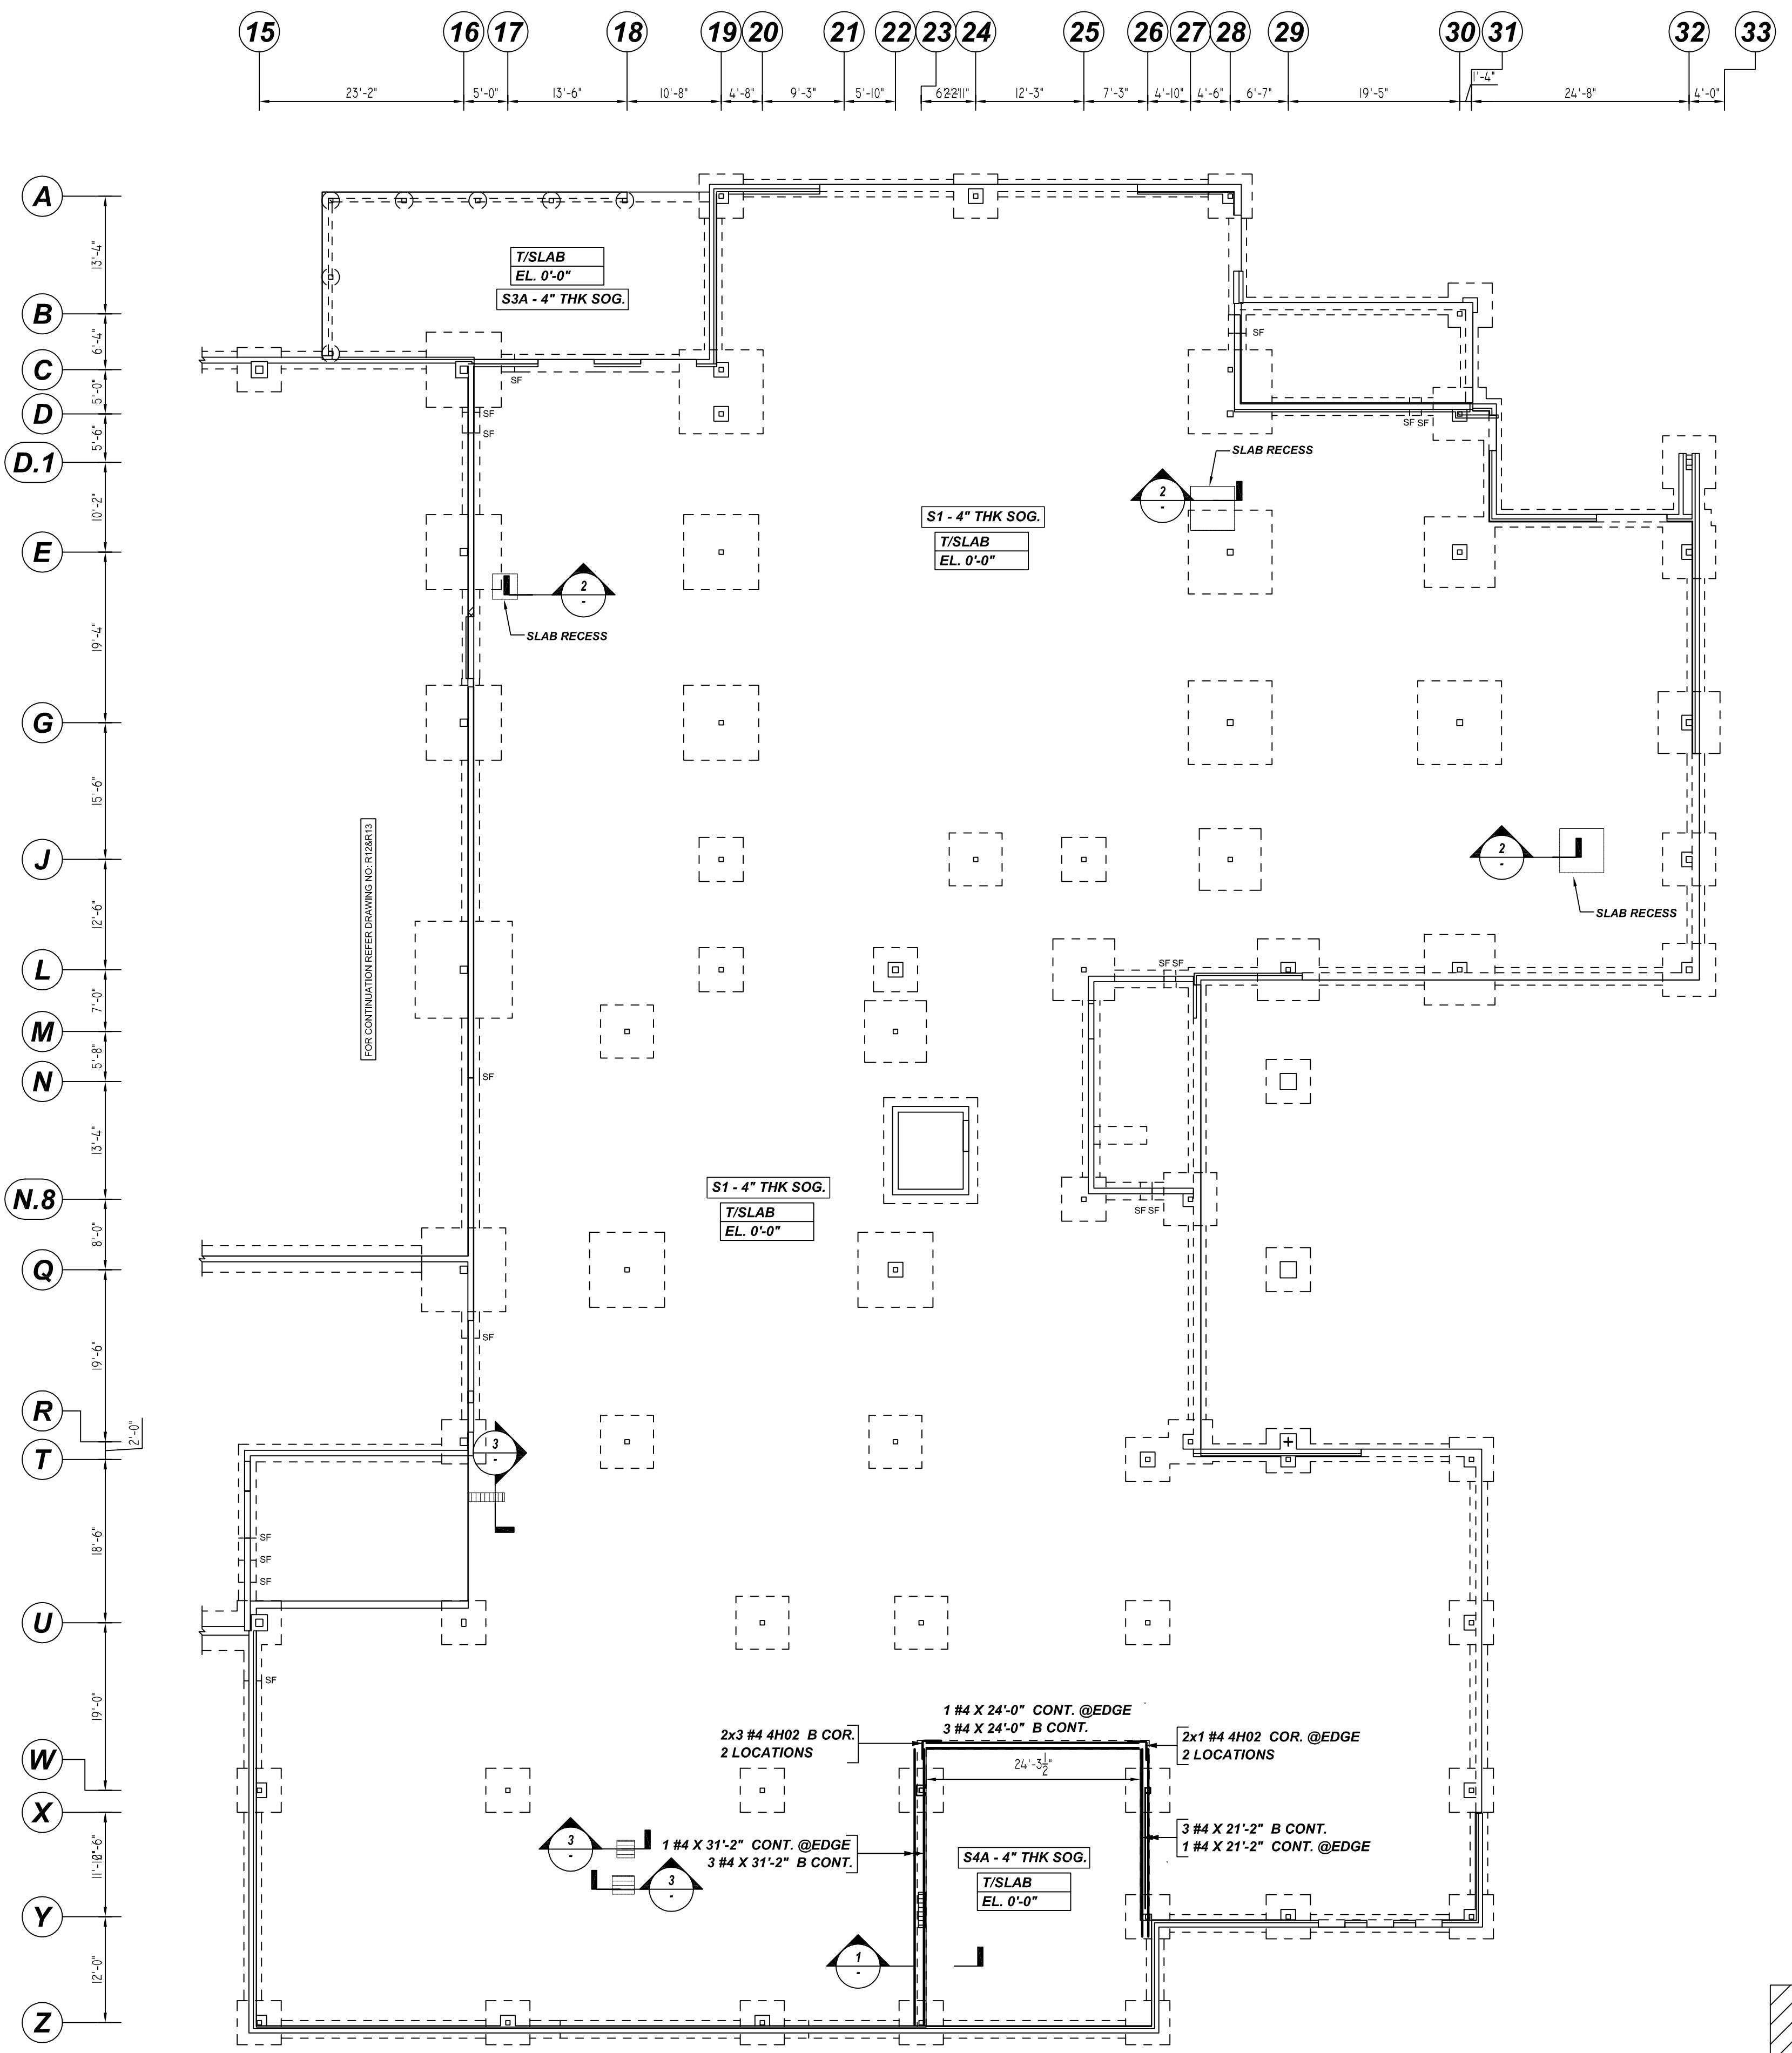 15 16 17 18 19 20 21 22 23 24 25 26 27 28 29 30 31 32 33
1'-4"
23'-2" 5'-0" 13'-6" 10'-8" 4'-8" 9'-3" 5'-10" 12'-3" 7'-3" 4'-10" 4'-6" 6'-7" 19'-5" 24'-8" 4'-0"
A
13'-4"
T/SLAB
EL. 0'-0"
S3A - 4" THK SOG.
B
6'-4"
SF
C
SF
5'-0"
D
SF
SF SF
SF
5'-6"
D.1
SLAB RECESS
2
-
10'-2"
S1 - 4" THK SOG.
T/SLAB
EL. 0'-0"
E
2
-
SLAB RECESS
19'-4"
G
15'-6"
FOR CONTINUATION REFER DRAWING NO: R12&R13
J
2
-
SLAB RECESS
12'-6"
L
SF SF
7'-0"
M
5'-8"
N
SF
13'-4"
S1 - 4" THK SOG.
N.8
T/SLAB
EL. 0'-0"
SF SF
8'-0"
Q
SF
19'-6"
R
2'-0"
3
-
T
18'-6"
SF
SF
SF
U
SF
19'-0"
1 #4 X 24'-0" CONT. @EDGE
3 #4 X 24'-0" B CONT.
2x3 #4 4H02 B COR.
2 LOCATIONS
2x1 #4 4H02 COR. @EDGE
2 LOCATIONS
W
24'-3 1/2"
X
3
-
1 #4 X 31'-2" CONT. @EDGE
3 #4 X 31'-2" B CONT.
3 #4 X 21'-2" B CONT.
1 #4 X 21'-2" CONT. @EDGE
S4A - 4" THK SOG.
T/SLAB
EL. 0'-0"
3
-
Y
1
-
12'-0"
Z